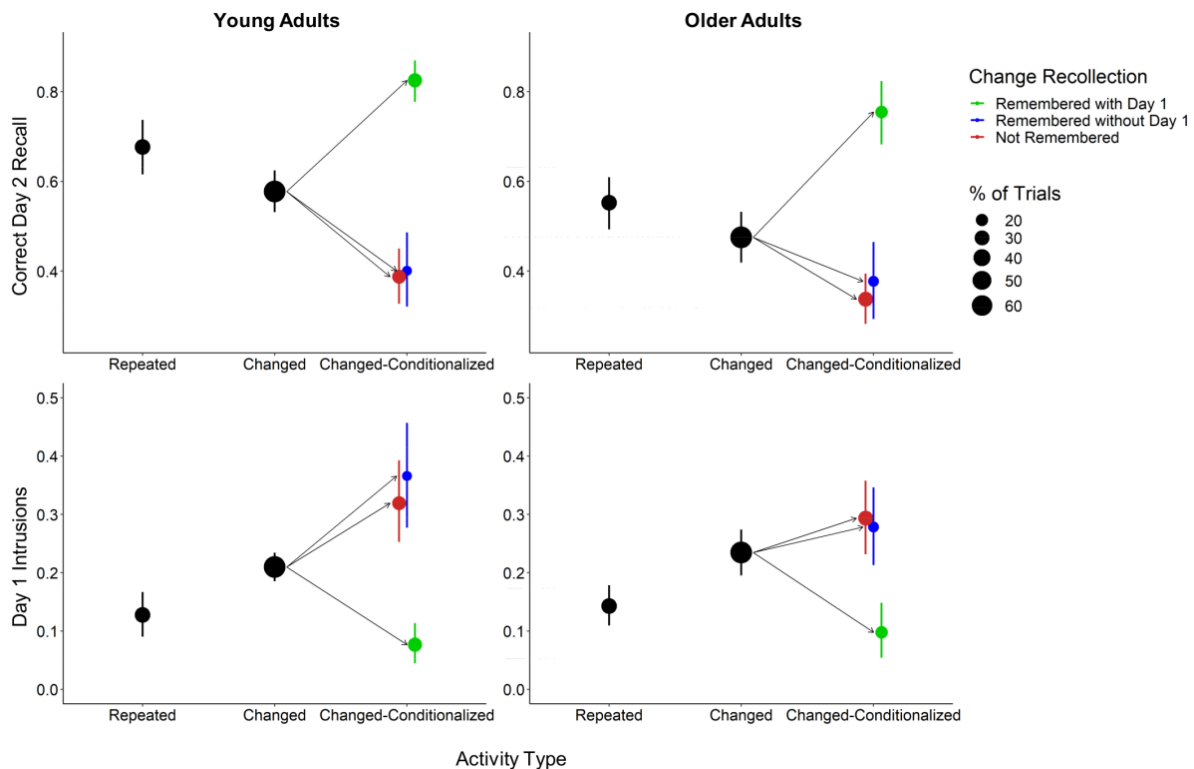 Young Adults
Older Adults
Correct Day 2 Recall
0.8
0.6
0.4
Repeated
Changed
Changed-Conditionalized
0.8
0.6
0.4
Repeated
Changed
Changed-Conditionalized
Change Recollection
Remembered with Day 1
Remembered without Day 1
Not Remembered
% of Trials
20
30
40
50
60
Day 1 Intrusions
0.5
0.4
0.3
0.2
0.1
0.0
Repeated
Changed
Changed-Conditionalized
0.5
0.4
0.3
0.2
0.1
0.0
Repeated
Changed
Changed-Conditionalized
Activity Type